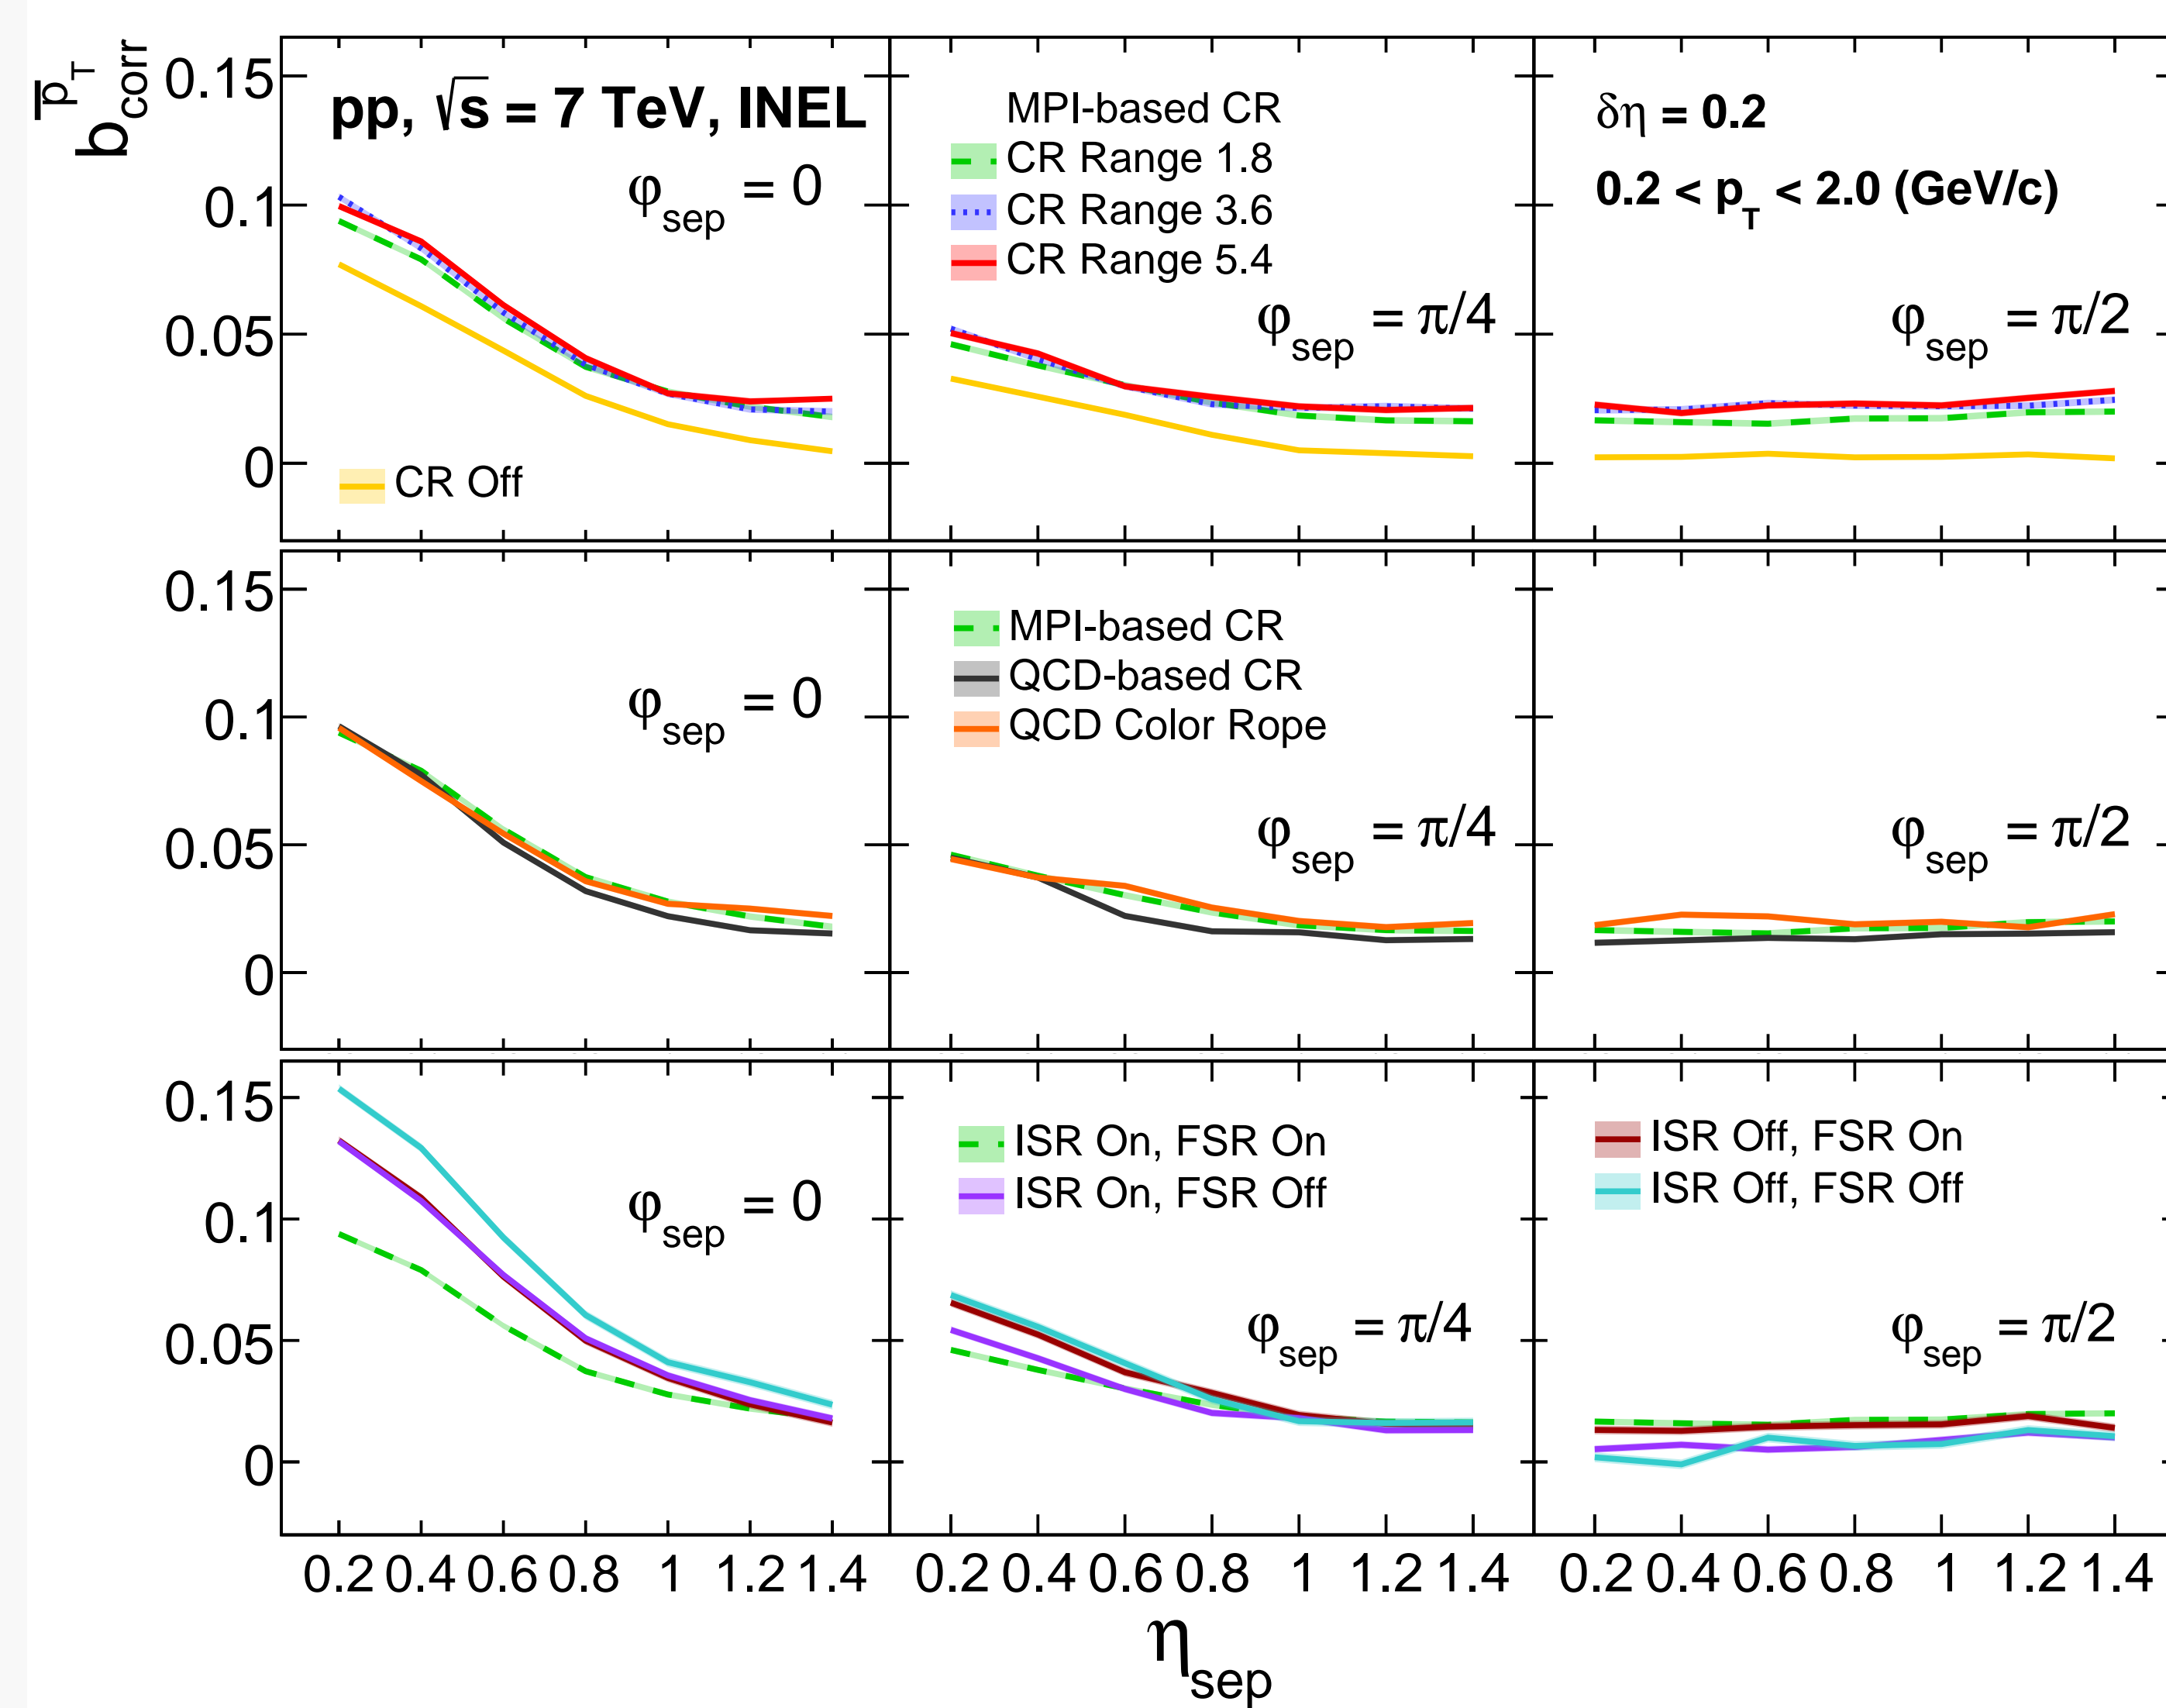 b_corr^p̅_T
0.15
0.1
0.05
0
pp, √s = 7 TeV, INEL
φ_sep = 0
CR Off
MPI-based CR
CR Range 1.8
CR Range 3.6
CR Range 5.4
φ_sep = π/4
δη = 0.2
0.2 < p_T < 2.0 (GeV/c)
φ_sep = π/2
0.15
0.1
0.05
0
φ_sep = 0
MPI-based CR
QCD-based CR
QCD Color Rope
φ_sep = π/4
φ_sep = π/2
0.15
0.1
0.05
0
φ_sep = 0
ISR On, FSR On
ISR On, FSR Off
φ_sep = π/4
ISR Off, FSR On
ISR Off, FSR Off
φ_sep = π/2
0.2 0.4 0.6 0.8 1 1.2 1.4
0.2 0.4 0.6 0.8 1 1.2 1.4
0.2 0.4 0.6 0.8 1 1.2 1.4
η_sep